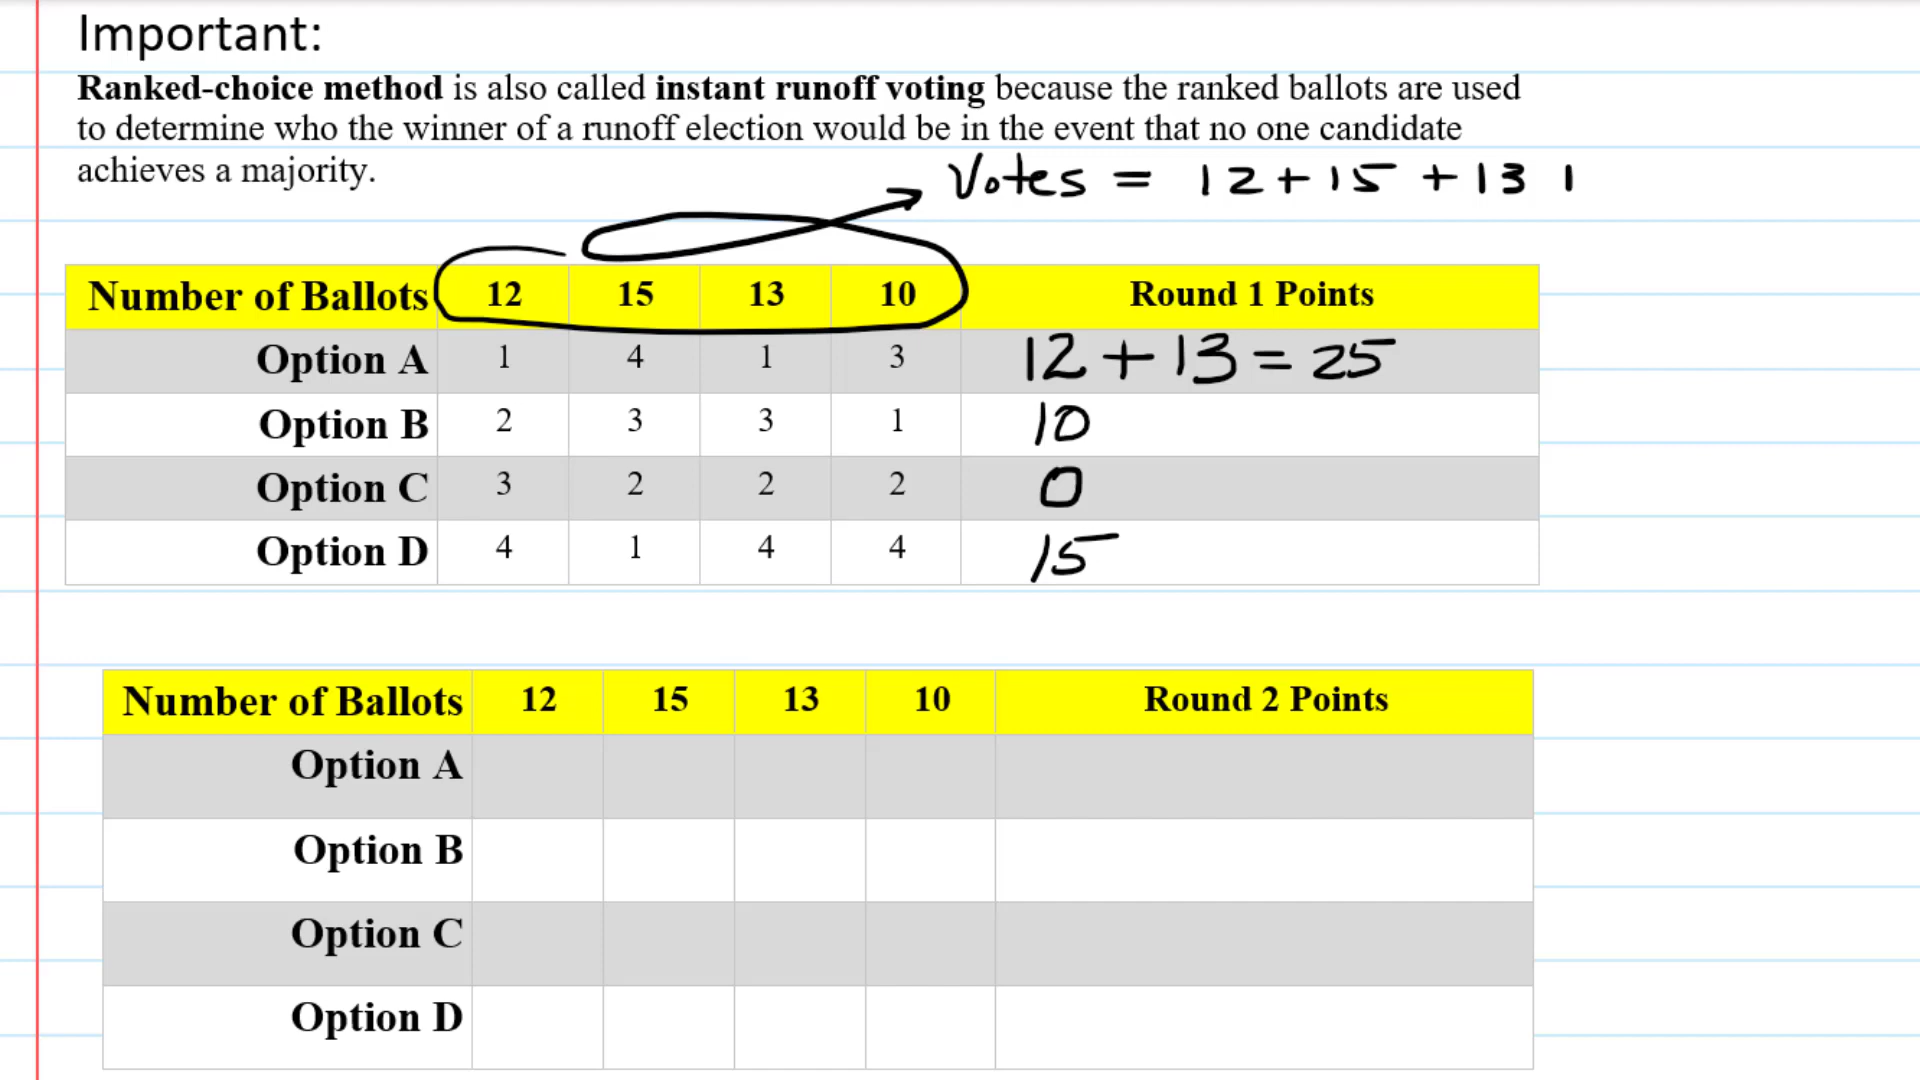 Important:
Ranked-choice method is also called instant runoff voting because the ranked ballots are used
to determine who the winner of a runoff election would be in the event that no one candidate
achieves a majority.
Votes = 12+15 +13 1
Number of Ballots 12 15 13 10 Round 1 Points
Option A 1 4 1 3 12+13=25
Option B 2 3 3 1 10
Option C 3 2 2 2 0
Option D 4 1 4 4 15
Number of Ballots 12 15 13 10 Round 2 Points
Option A
Option B
Option C
Option D